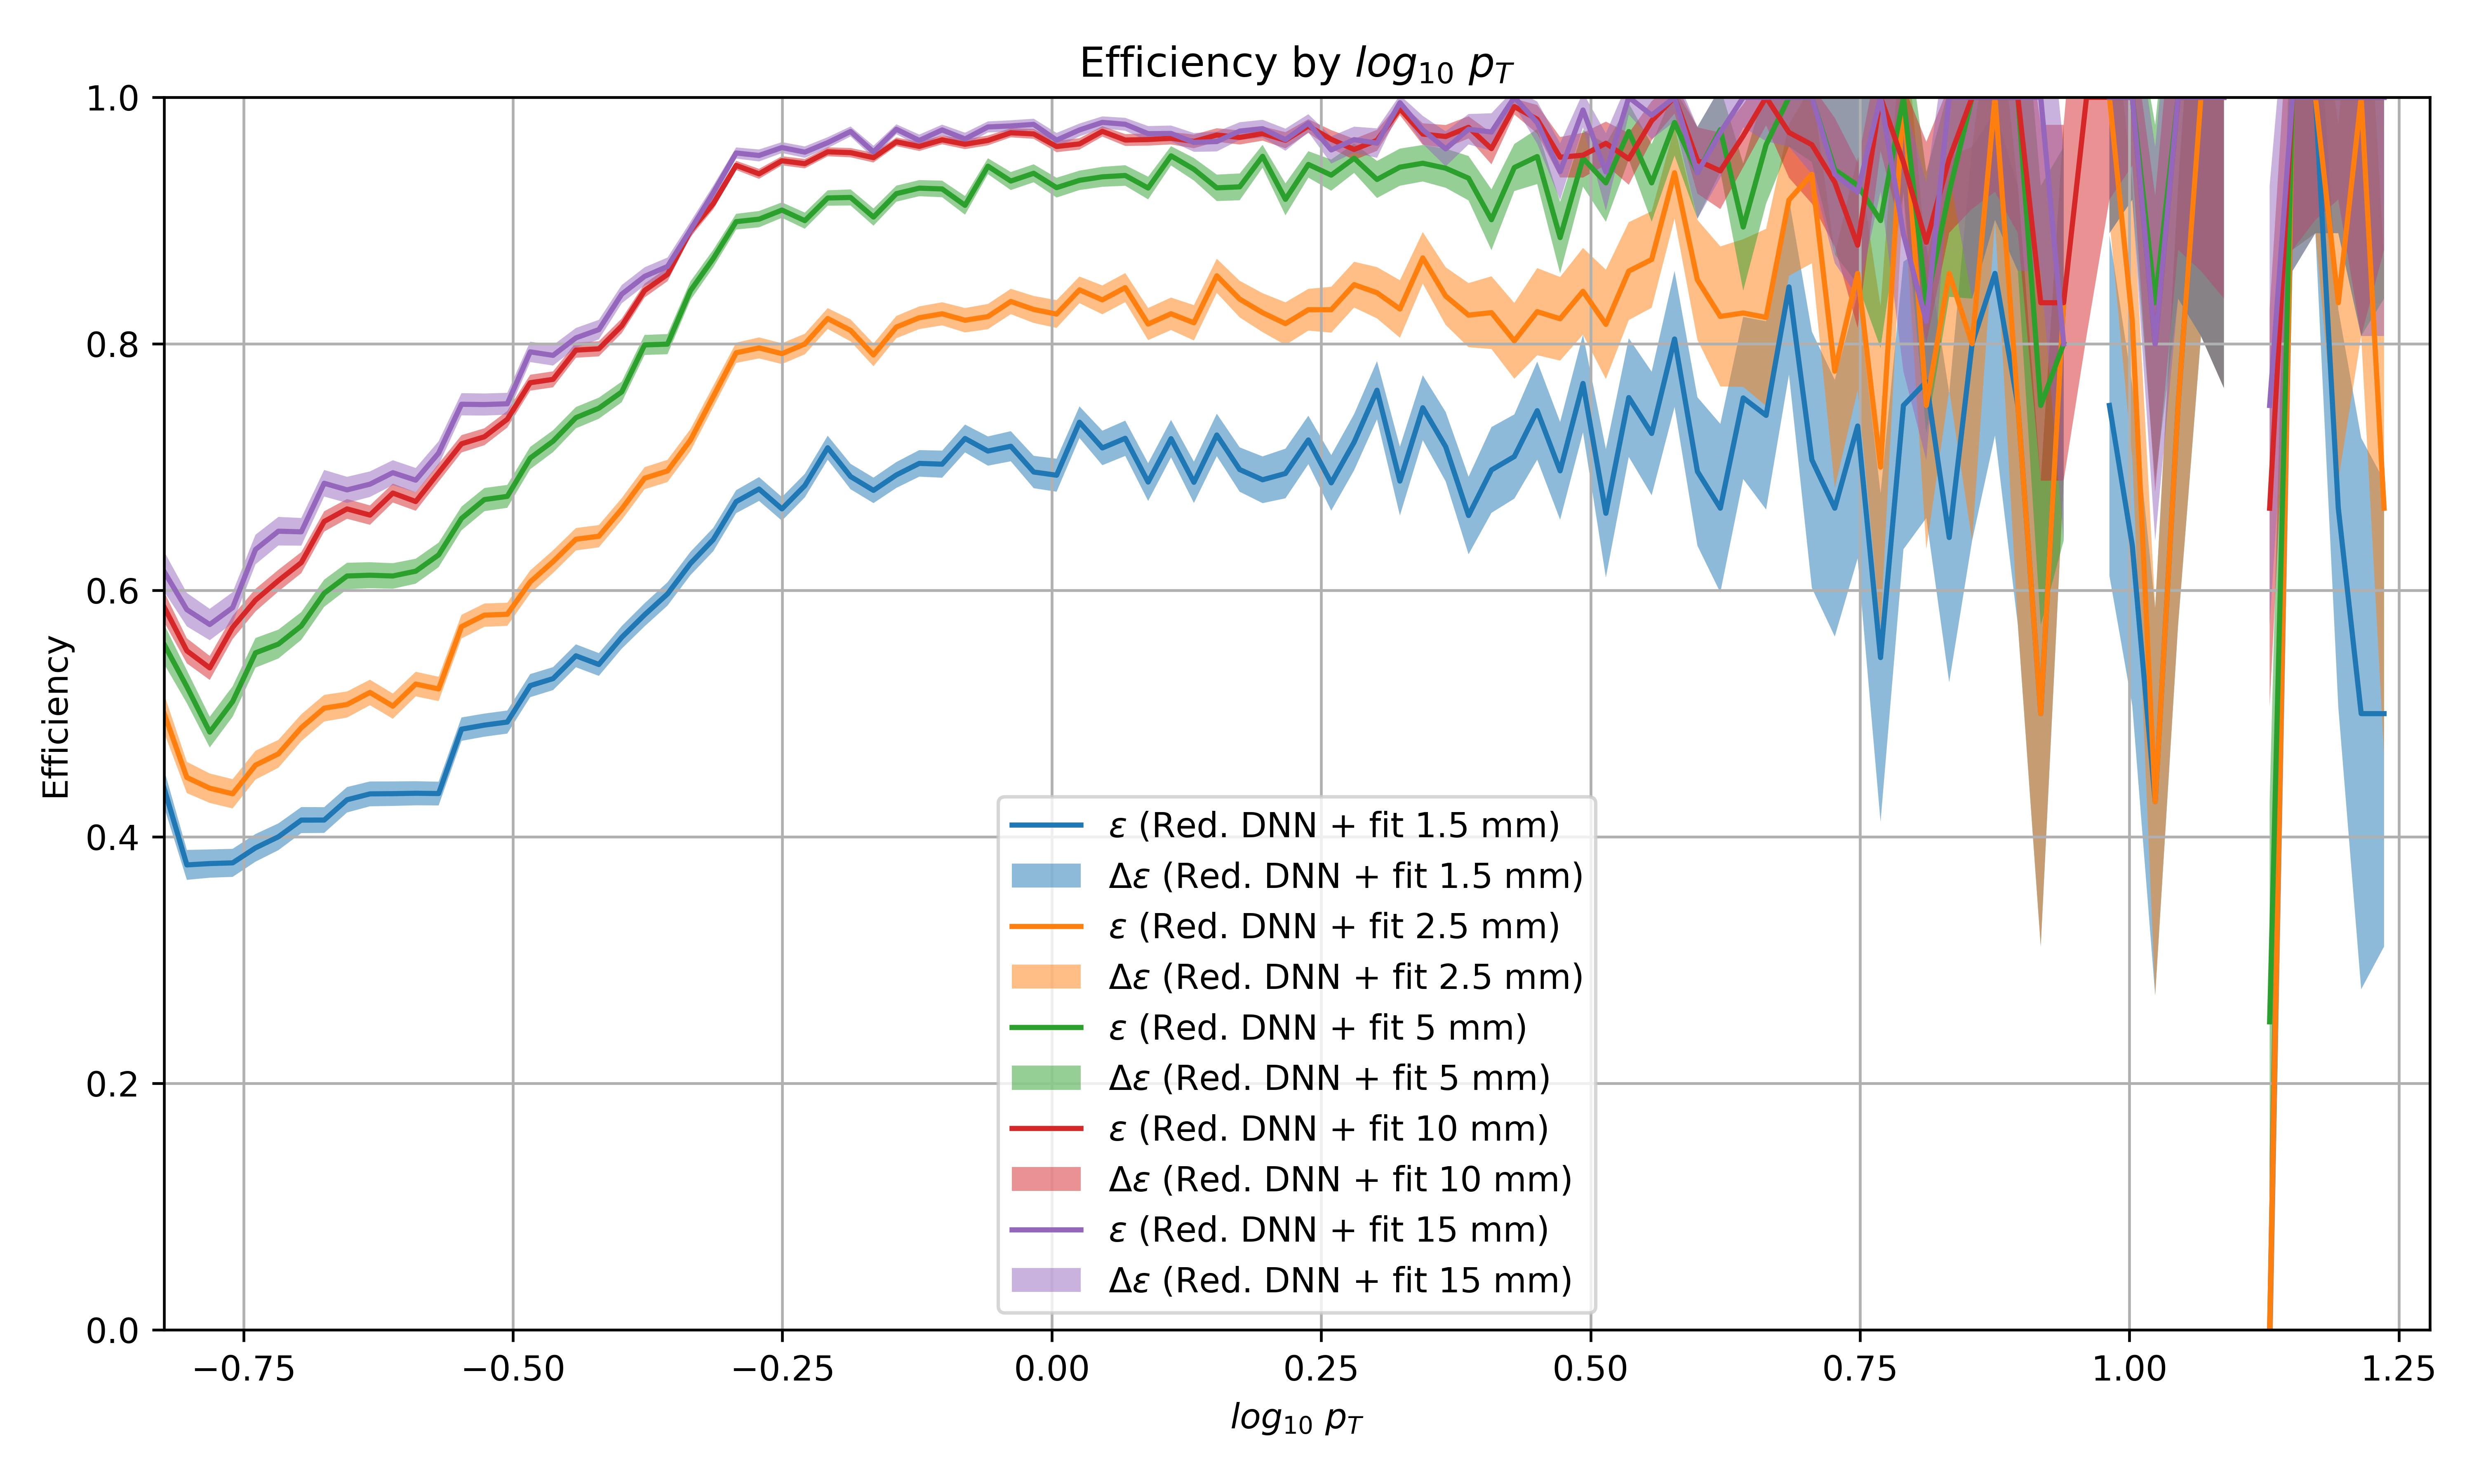 Efficiency by log₁₀ p_T
1.0
0.8
0.6
0.4
0.2
0.0
Efficiency
ε (Red. DNN + fit 1.5 mm)
Δε (Red. DNN + fit 1.5 mm)
ε (Red. DNN + fit 2.5 mm)
Δε (Red. DNN + fit 2.5 mm)
ε (Red. DNN + fit 5 mm)
Δε (Red. DNN + fit 5 mm)
ε (Red. DNN + fit 10 mm)
Δε (Red. DNN + fit 10 mm)
ε (Red. DNN + fit 15 mm)
Δε (Red. DNN + fit 15 mm)
−0.75 −0.50 −0.25 0.00 0.25 0.50 0.75 1.00 1.25
log₁₀ p_T